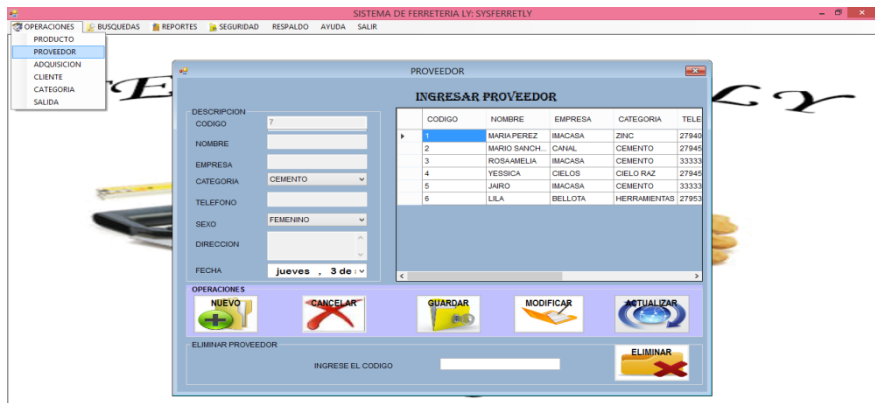 SISTEMA DE FERRETERIA LY: SYSFERRETLY
OPERACIONES BUSQUEDAS REPORTES SEGURIDAD RESPALDO AYUDA SALIR
PRODUCTO
PROVEEDOR
ADQUISICION
CLIENTE
CATEGORIA
SALIDA
TE
LY
PROVEEDOR
INGRESAR PROVEEDOR
DESCRIPCION
CODIGO 7
NOMBRE
EMPRESA
CATEGORIA CEMENTO
TELEFONO
SEXO FEMENINO
DIRECCION
FECHA jueves , 3 de
CODIGO NOMBRE EMPRESA CATEGORIA TELE
1 MARIA PEREZ IMACASA ZINC 27940
2 MARIO SANCH... CANAL CEMENTO 27945
3 ROSAAMELIA IMACASA CEMENTO 33333
4 YESSICA CIELOS CIELO RAZ 27945
5 JAIRO IMACASA CEMENTO 33333
6 LILA BELLOTA HERRAMIENTAS 27953
OPERACIONES
NUEVO CANCELAR GUARDAR MODIFICAR ACTUALIZAR
ELIMINAR PROVEEDOR
INGRESE EL CODIGO
ELIMINAR